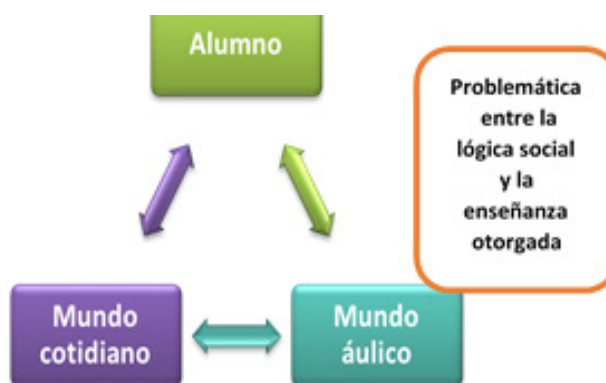 Alumno
Problemática
entre la
lógica social
y la
enseñanza
otorgada
Mundo
cotidiano
Mundo
áulico